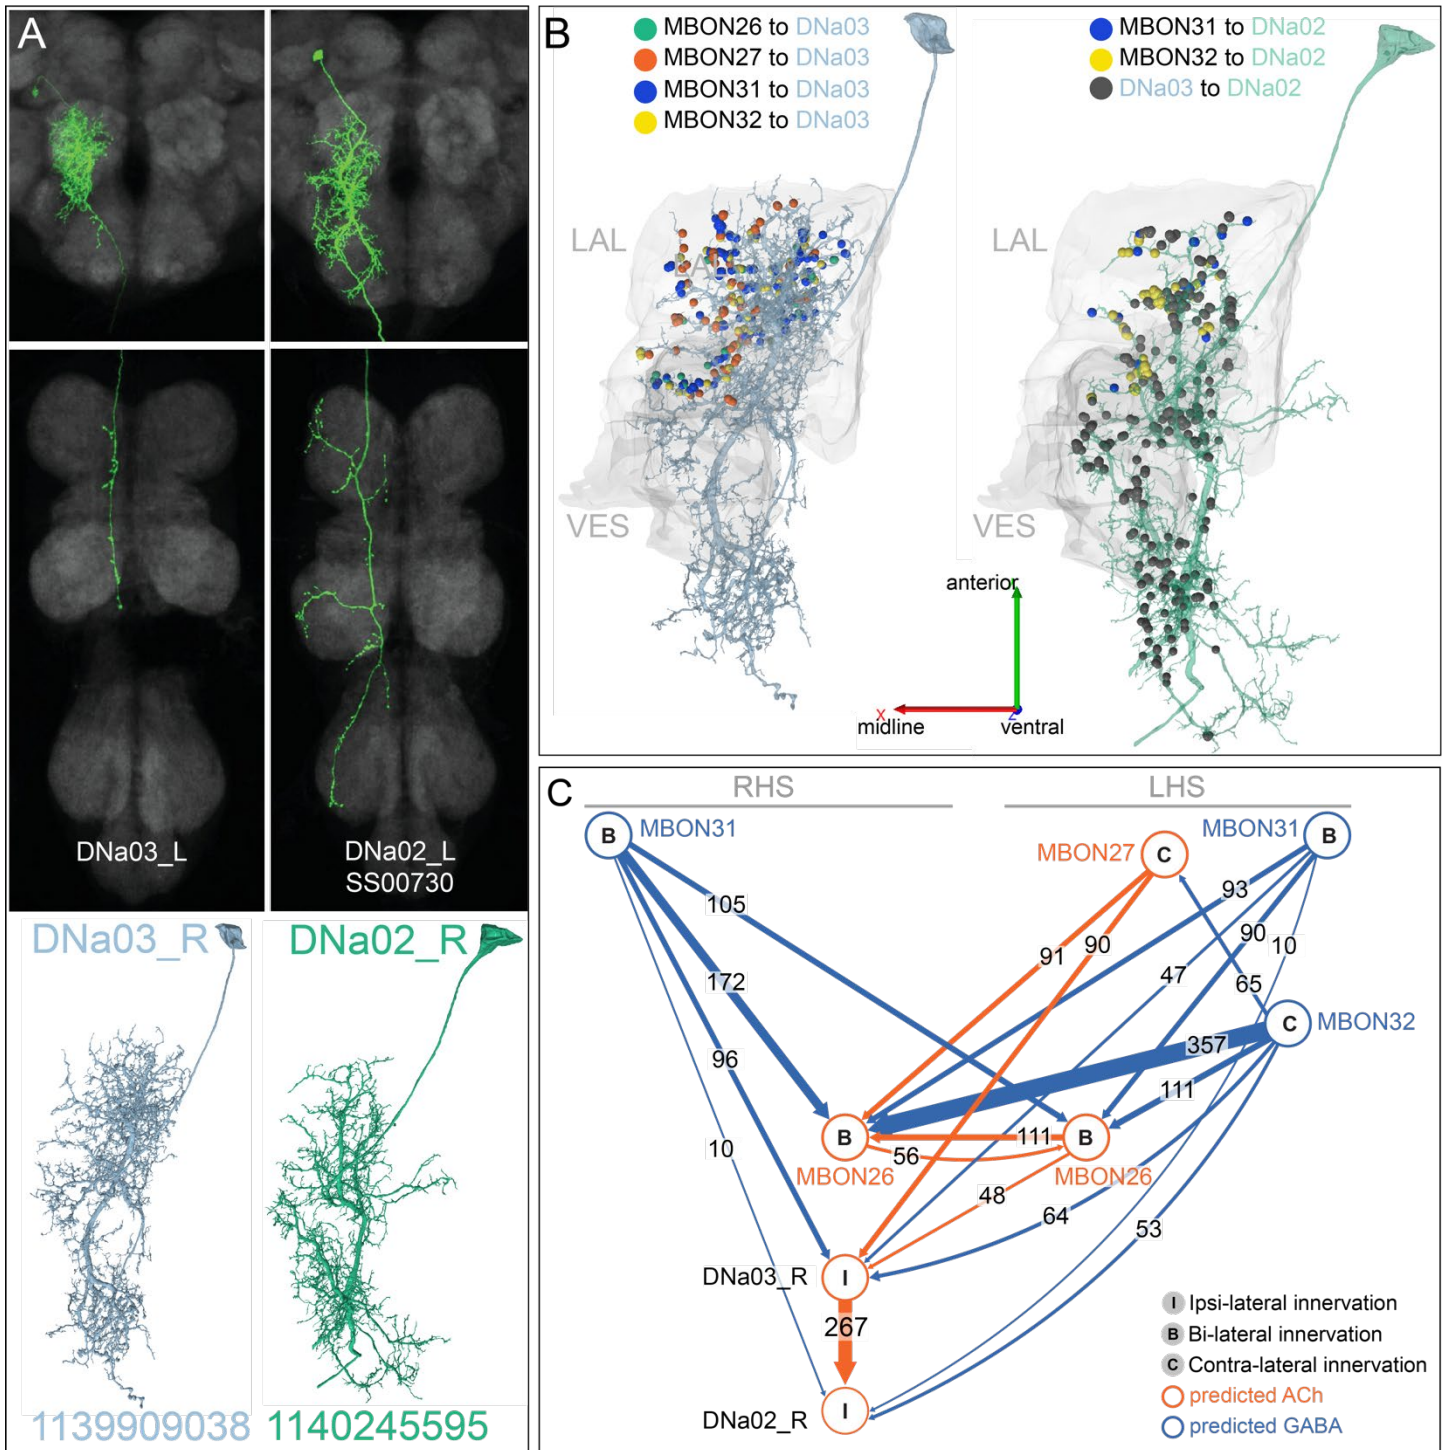 A
DNa03_L
DNa02_L
SS00730
DNa03_R
DNa02_R
1139909038
1140245595
B
MBON26 to DNa03
MBON27 to DNa03
MBON31 to DNa03
MBON32 to DNa03
MBON31 to DNa02
MBON32 to DNa02
DNa03 to DNa02
LAL
LAL
VES
LAL
VES
anterior
X
Z
midline
ventral
C
RHS
LHS
B
MBON31
MBON27
C
MBON31
B
105
93
91
90
90
10
172
47
65
C
MBON32
357
96
111
10
B
56
111
B
MBON26
MBON26
48
64
53
DNa03_R
I
267
DNa02_R
I
I Ipsi-lateral innervation
B Bi-lateral innervation
C Contra-lateral innervation
predicted ACh
predicted GABA